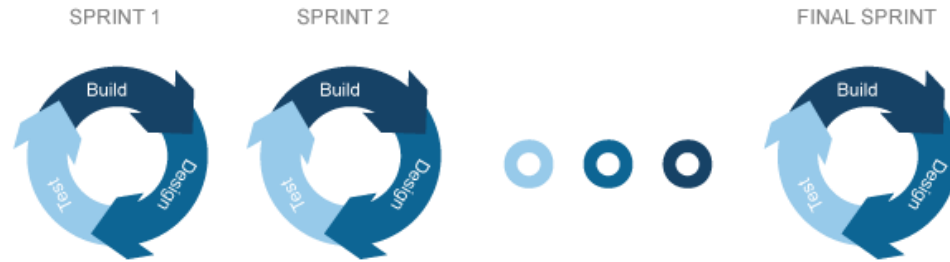 SPRINT 1
SPRINT 2
FINAL SPRINT
Build
Design
Test
Build
Design
Test
Build
Design
Test